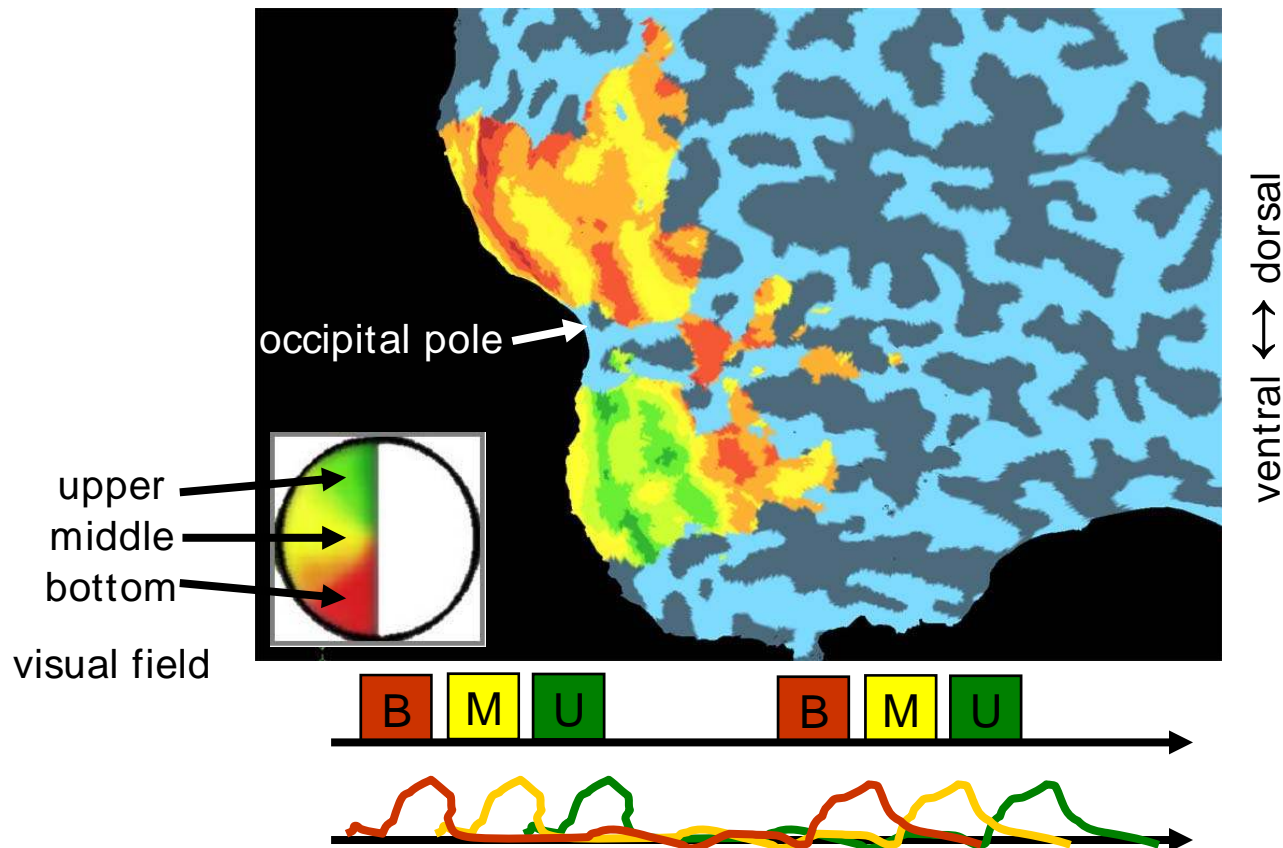 occipital pole
upper
middle
bottom
visual field
ventral ↔ dorsal
B M U B M U